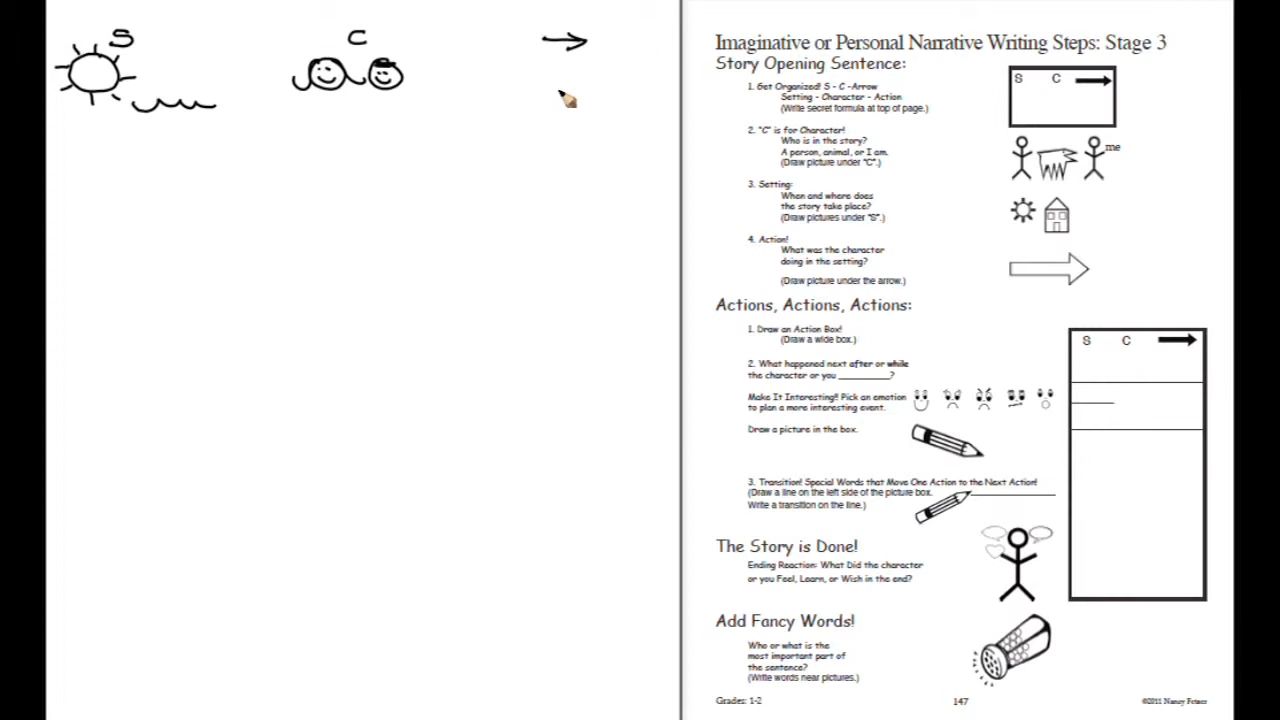 S C →
Imaginative or Personal Narrative Writing Steps: Stage 3
Story Opening Sentence:
1. Get Organized! S - C -Arrow
Setting - Character - Action
(Write secret formula at top of page.)
S C
2. "C" is for Character!
Who is in the story?
A person, animal, or I am.
(Draw picture under "C".)
me
3. Setting:
When and where does
the story take place?
(Draw pictures under "S".)
4. Action!
What was the character
doing in the setting?
(Draw picture under the arrow.)
Actions, Actions, Actions:
1. Draw an Action Box!
(Draw a wide box.)
S C
2. What happened next after or while
the character or you ________?
Make It Interesting!! Pick an emotion
to plan a more interesting event.
Draw a picture in the box.
3. Transition! Special Words that Move One Action to the Next Action!
(Draw a line on the left side of the picture box.
Write a transition on the line.)
The Story is Done!
Ending Reaction: What Did the character
or you Feel, Learn, or Wish in the end?
Add Fancy Words!
Who or what is the
most important part of
the sentence?
(Write words near pictures.)
Grades: 1-2 147 ©2011 Nancy Fetzer